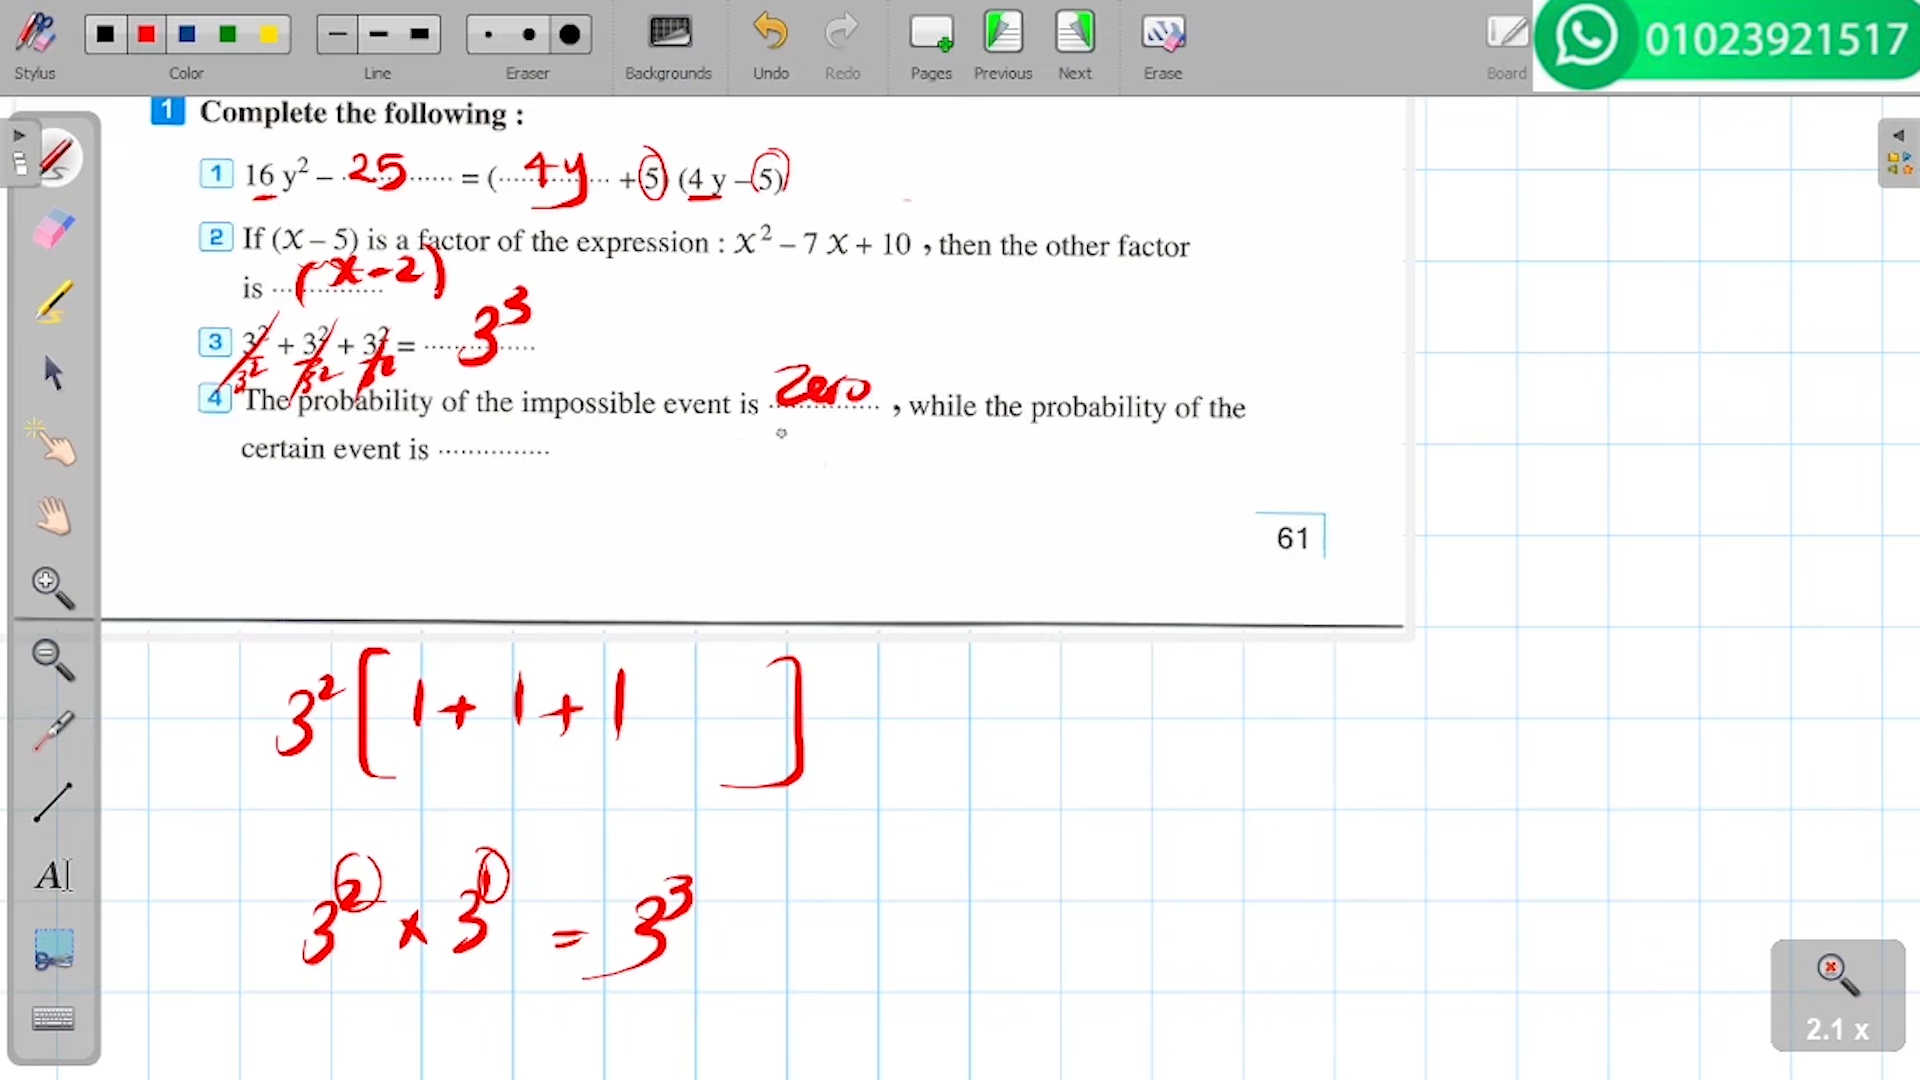 Stylus Color Line Eraser Backgrounds Undo Redo Pages Previous Next Erase Board
01023921517
1 Complete the following :
1 16 y² – 25 = ( 4y + 5) (4 y – 5)
2 If (X – 5) is a factor of the expression : X² – 7 X + 10 , then the other factor
is (x-2)
3 3² + 3² + 3² = 3³
3² 3² 3²
4 The probability of the impossible event is zero , while the probability of the
certain event is ...............
61
3² [ 1 + 1 + 1 ]
3² × 3¹ = 3³
A
2.1 x